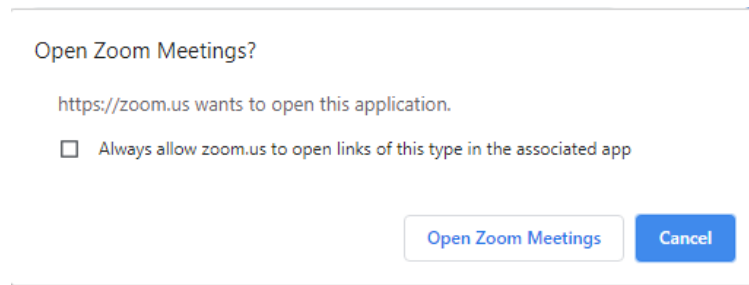 Open Zoom Meetings?
https://zoom.us wants to open this application.
Always allow zoom.us to open links of this type in the associated app
Open Zoom Meetings
Cancel